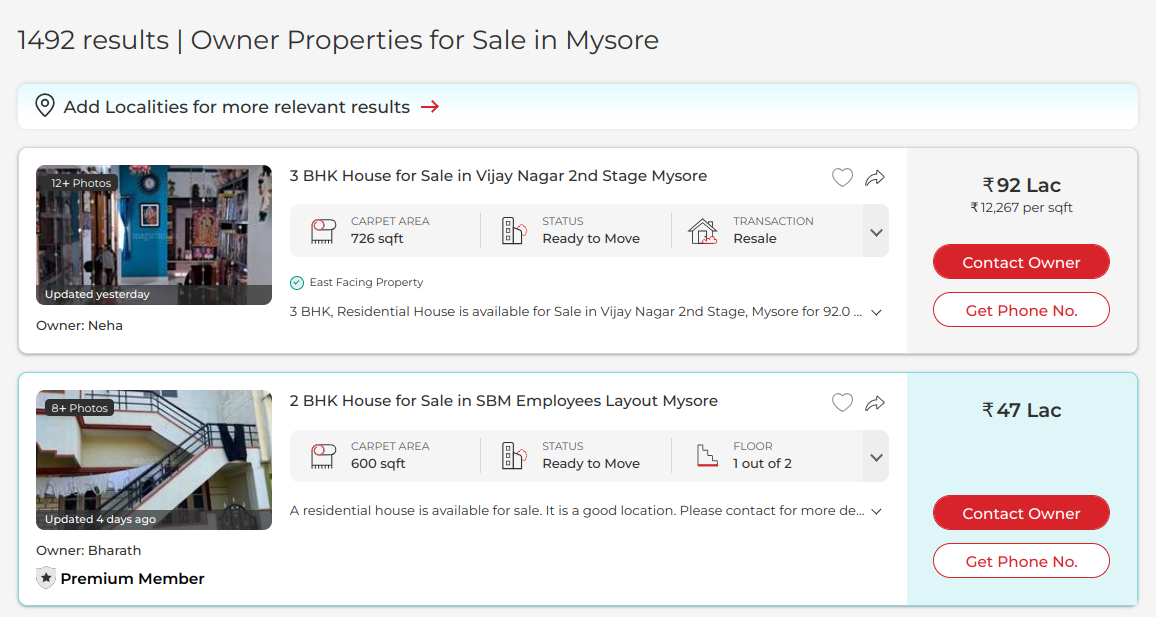 1492 results | Owner Properties for Sale in Mysore
Add Localities for more relevant results
12+ Photos
Updated yesterday
Owner: Neha
3 BHK House for Sale in Vijay Nagar 2nd Stage Mysore
CARPET AREA
726 sqft
STATUS
Ready to Move
TRANSACTION
Resale
East Facing Property
3 BHK, Residential House is available for Sale in Vijay Nagar 2nd Stage, Mysore for 92.0 ...
₹92 Lac
₹12,267 per sqft
Contact Owner
Get Phone No.
8+ Photos
Updated 4 days ago
Owner: Bharath
Premium Member
2 BHK House for Sale in SBM Employees Layout Mysore
CARPET AREA
600 sqft
STATUS
Ready to Move
FLOOR
1 out of 2
A residential house is available for sale. It is a good location. Please contact for more de...
₹47 Lac
Contact Owner
Get Phone No.